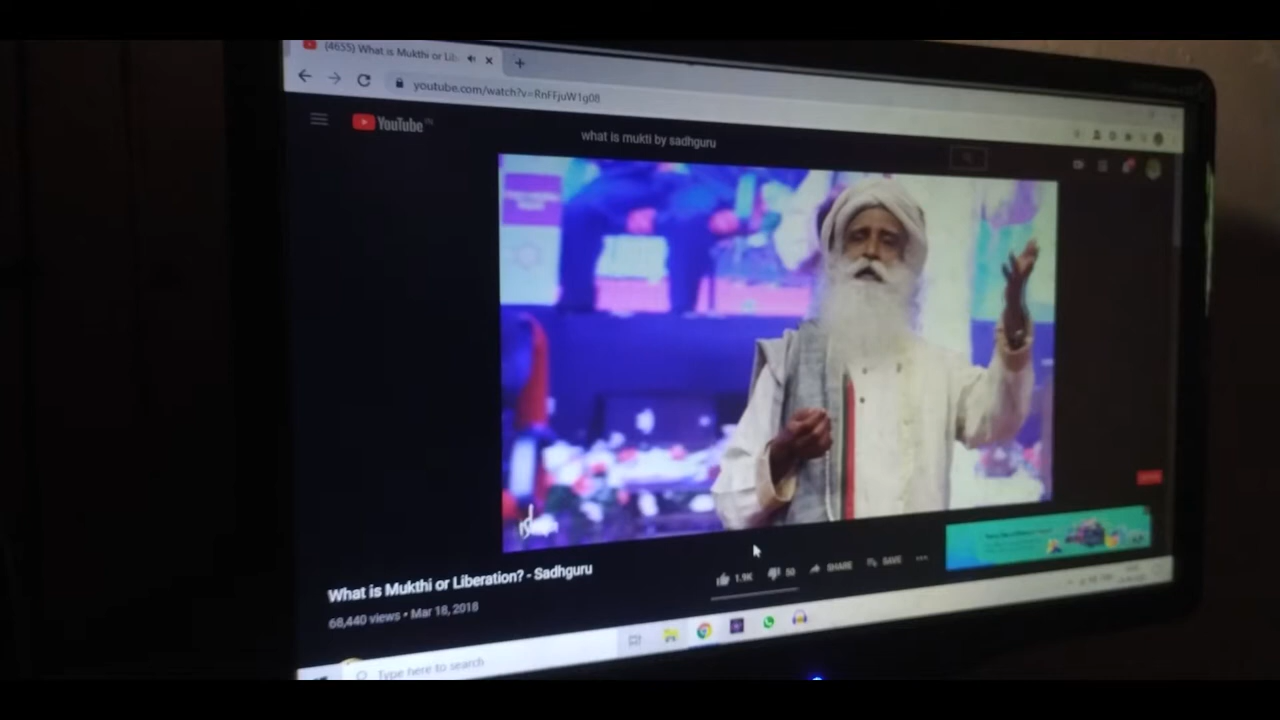 (4655) What is Mukthi or Lib
youtube.com/watch?v=RnFFjuW1g08
YouTube
what is mukti by sadhguru
What is Mukthi or Liberation? - Sadhguru
68,440 views • Mar 18, 2018
1.9K
50
SHARE
SAVE
Type here to search